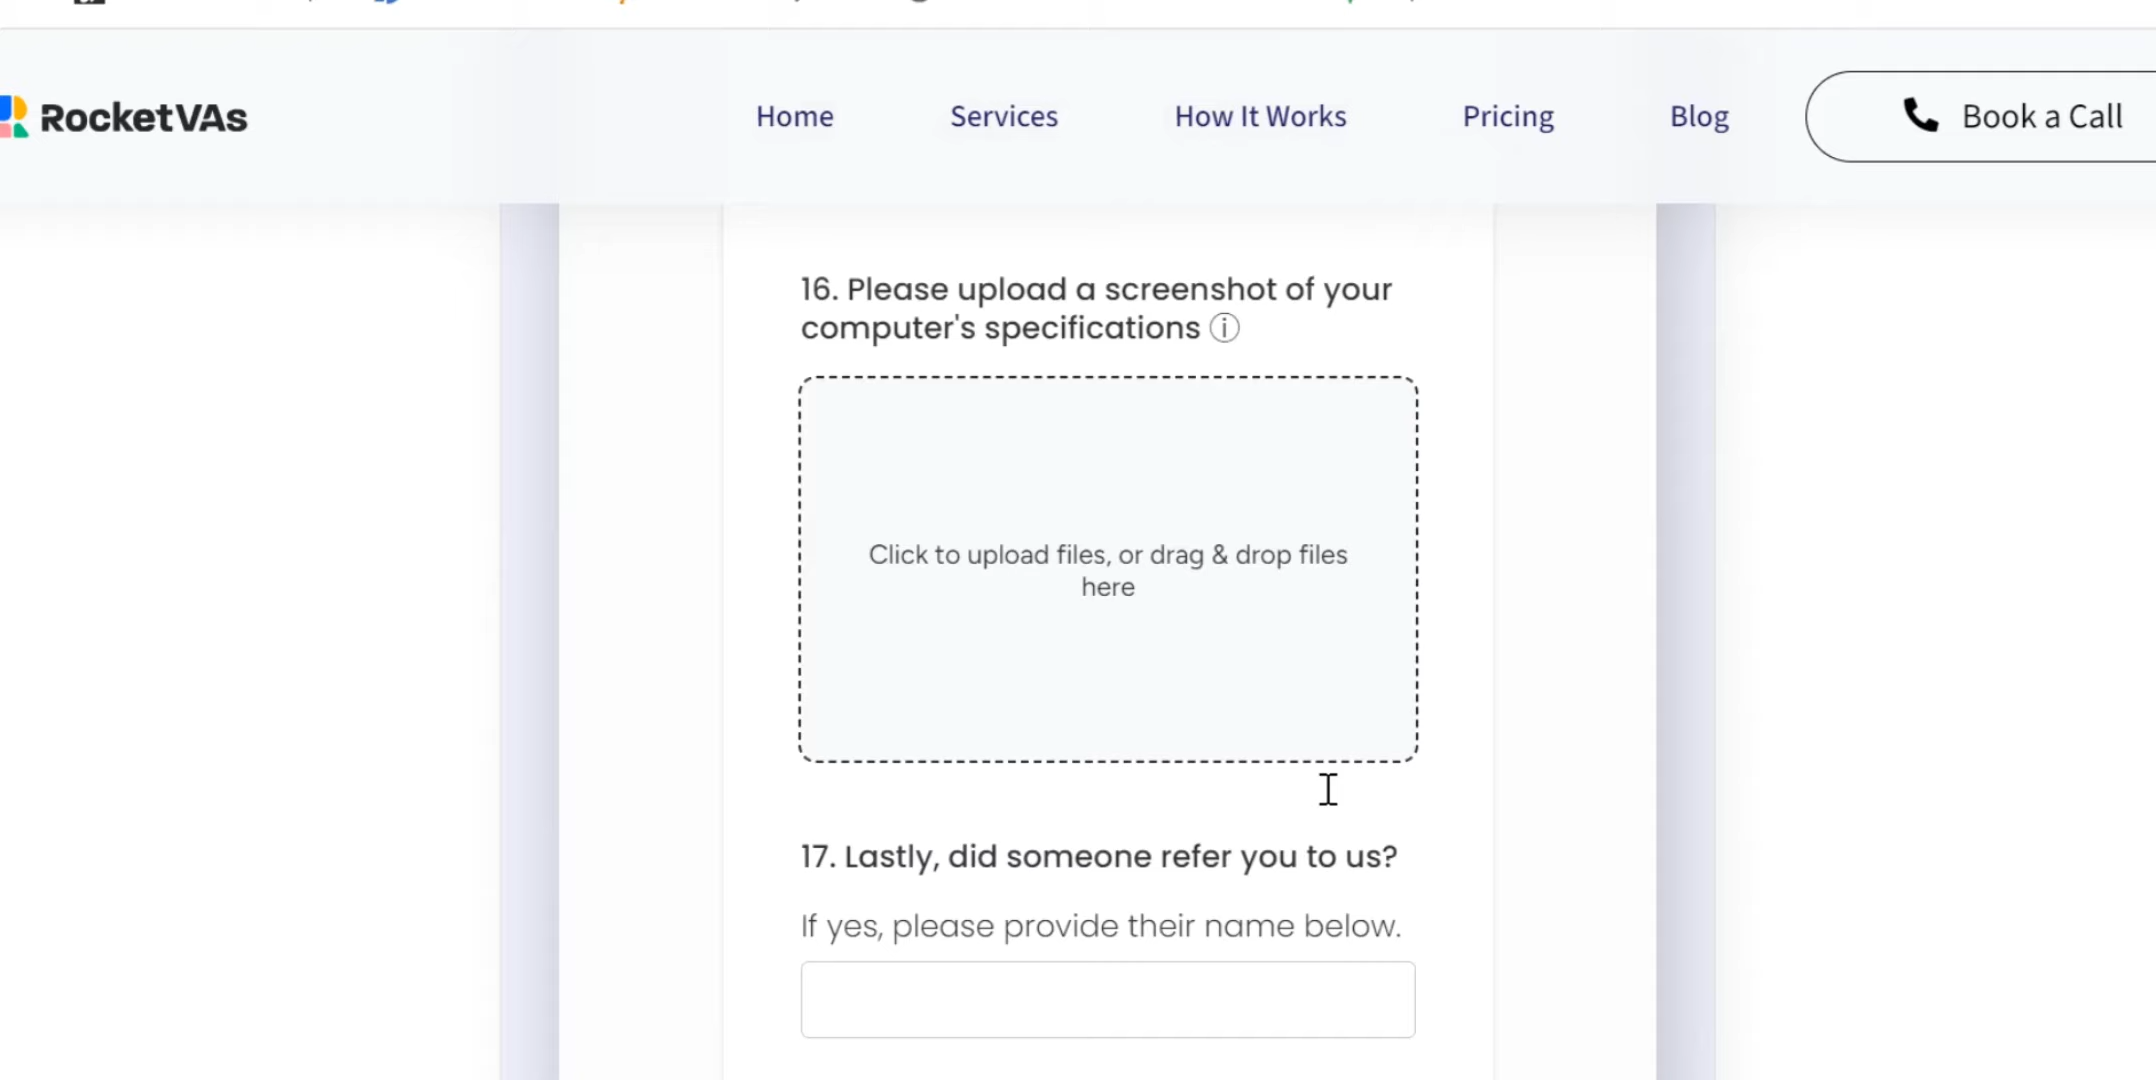 RocketVAs
Home Services How It Works Pricing Blog Book a Call
16. Please upload a screenshot of your
computer's specifications ⓘ
Click to upload files, or drag & drop files
here
17. Lastly, did someone refer you to us?
If yes, please provide their name below.